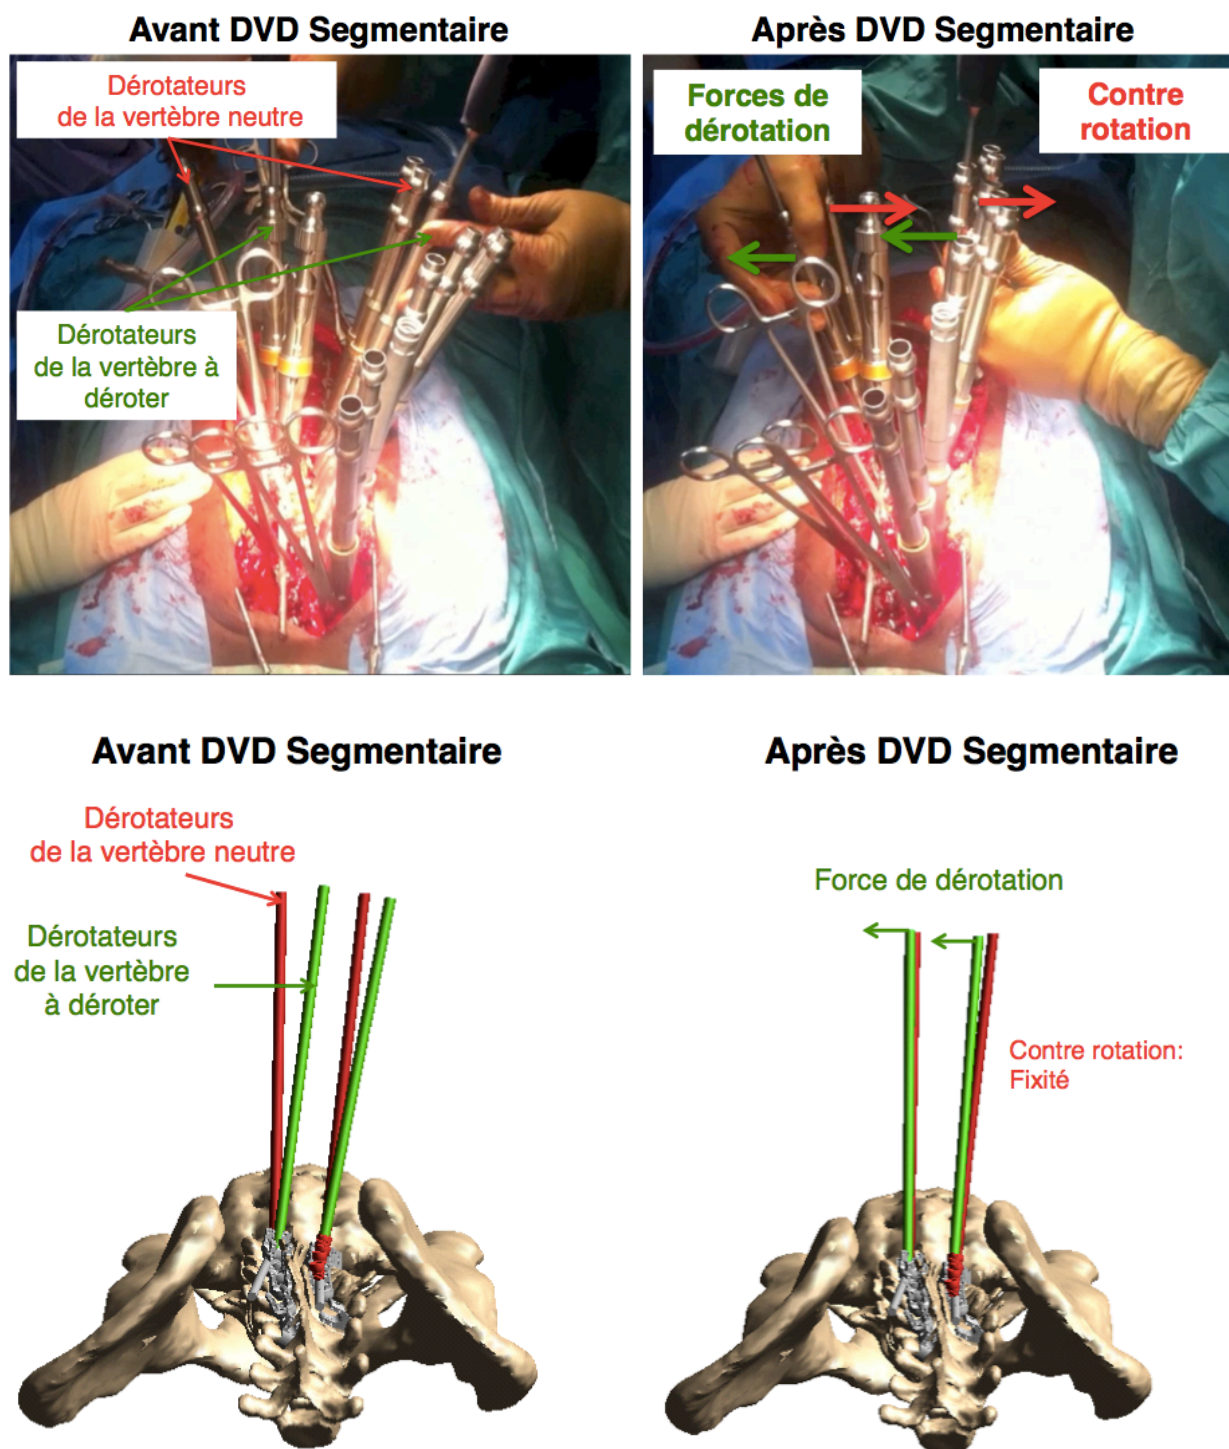 Avant DVD Segmentaire
Après DVD Segmentaire
Dérotateurs
de la vertèbre neutre
Dérotateurs
de la vertèbre à
déroter
Forces de
dérotation
Contre
rotation
Avant DVD Segmentaire
Après DVD Segmentaire
Dérotateurs
de la vertèbre neutre
Dérotateurs
de la vertèbre
à déroter
Force de dérotation
Contre rotation:
Fixité